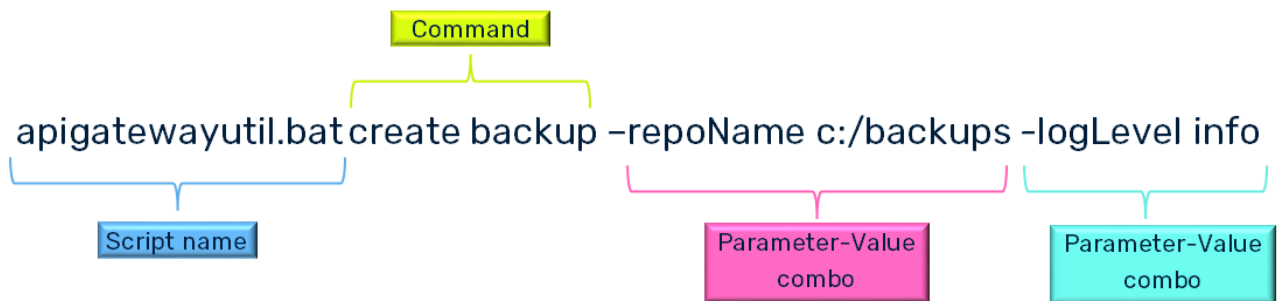 Command
apigatewayutil.bat create backup –repoName c:/backups -logLevel info
Script name
Parameter-Value
combo
Parameter-Value
combo